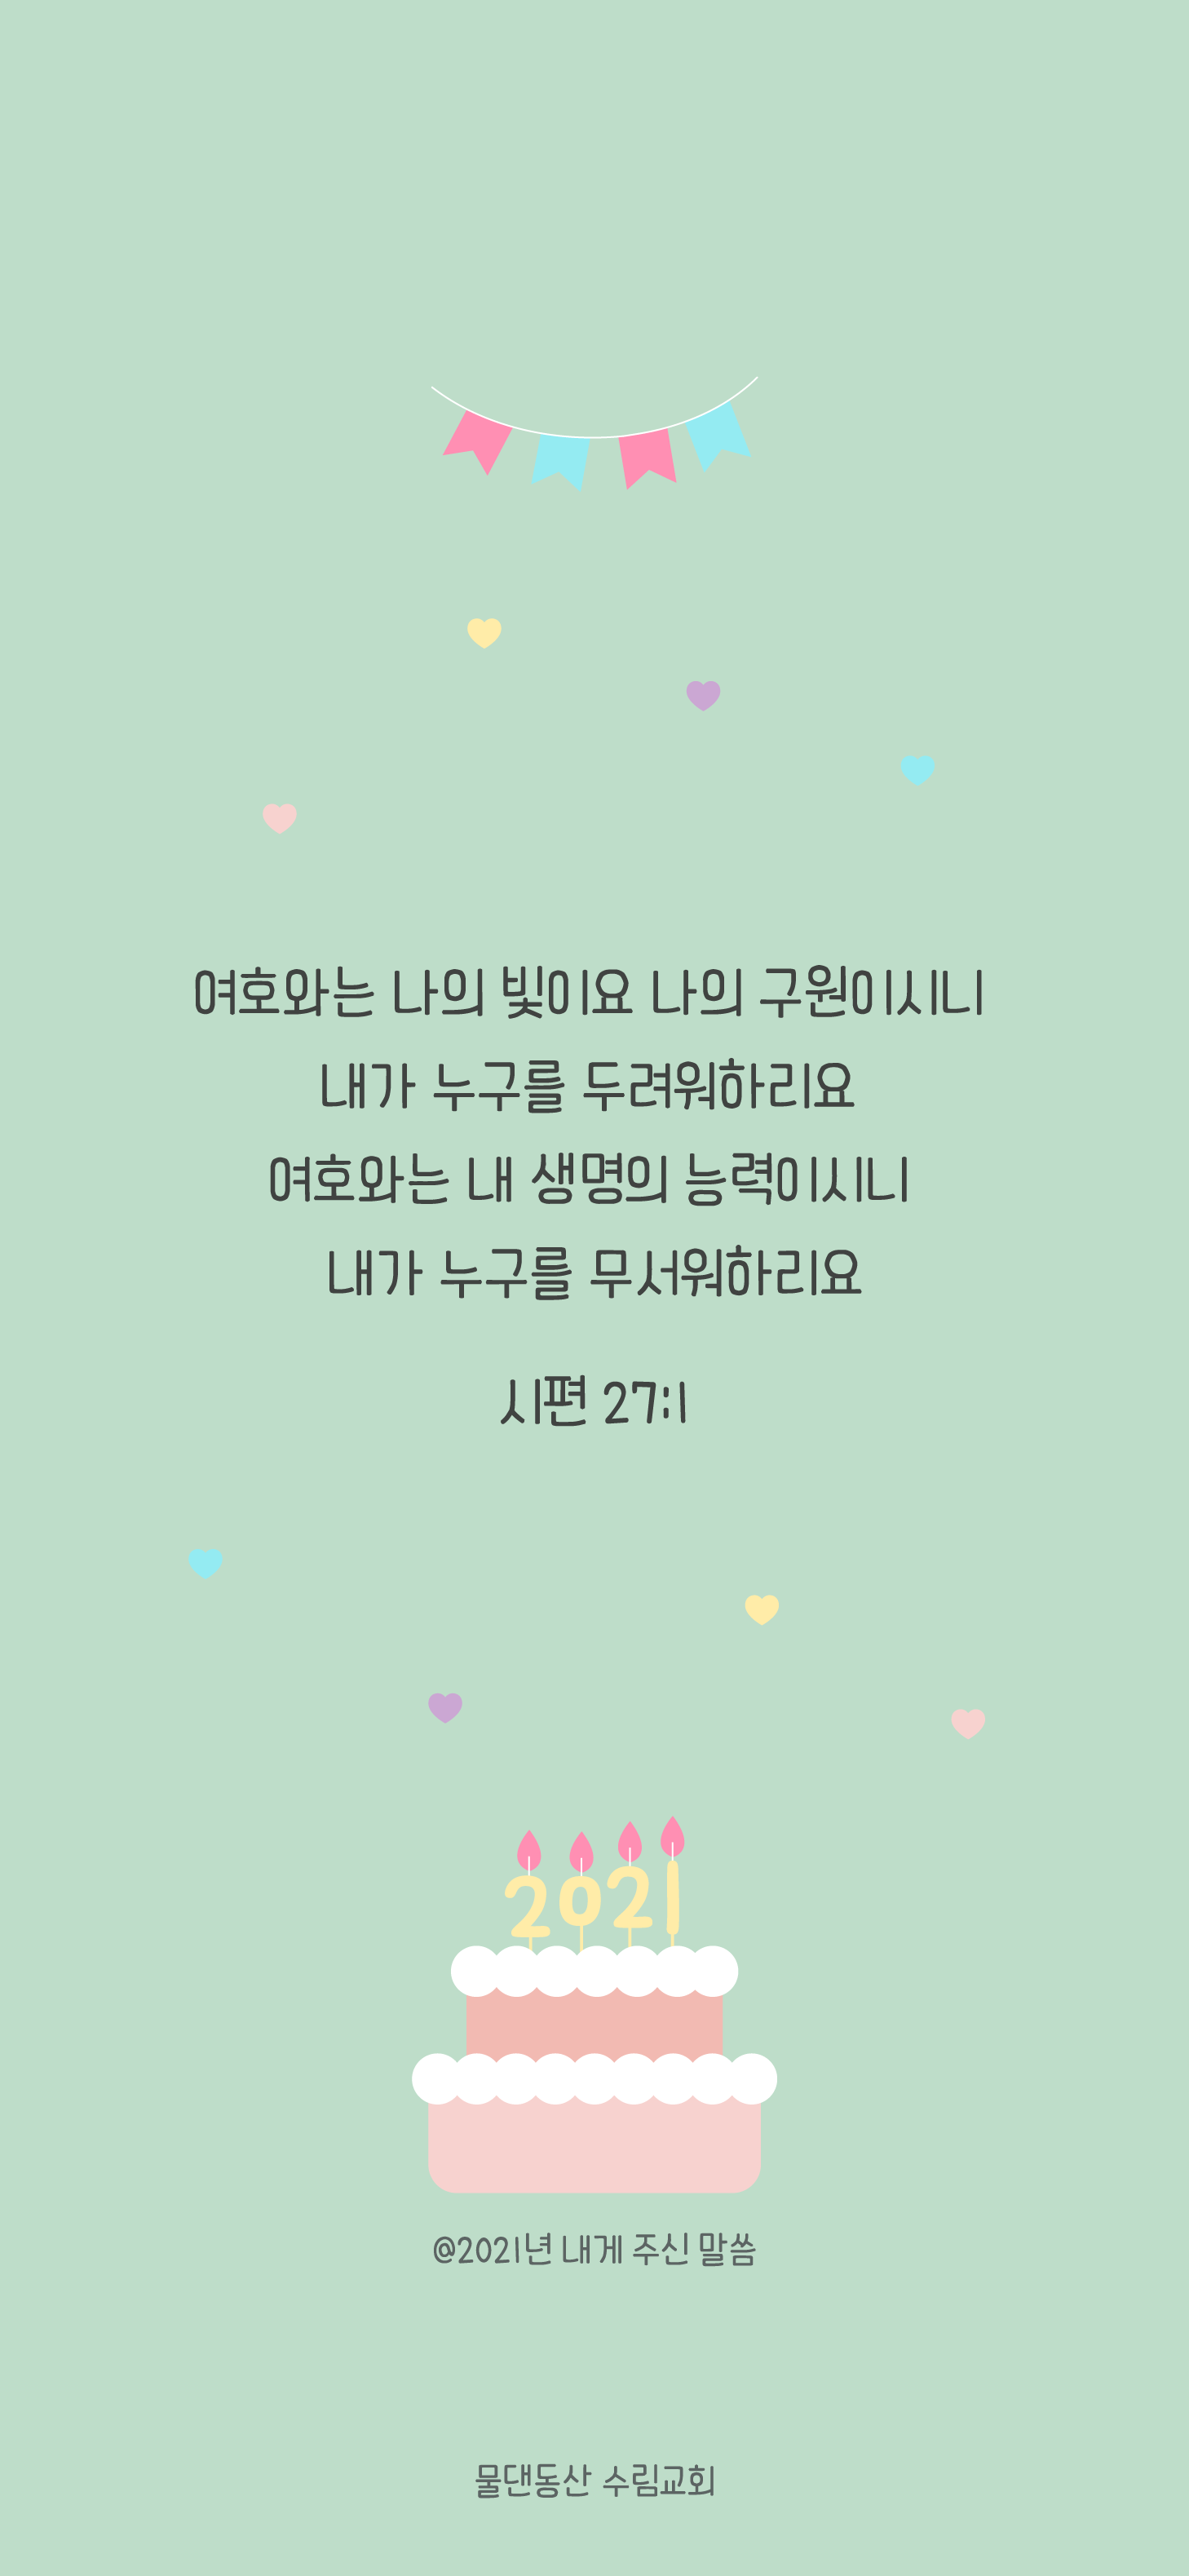 여호와는 나의 빛이요 나의 구원이시니
내가 누구를 두려워하리요
여호와는 내 생명의 능력이시니
내가 누구를 무서워하리요
시편 27:1
2021
@2021년 내게 주신 말씀
물댄동산 수림교회